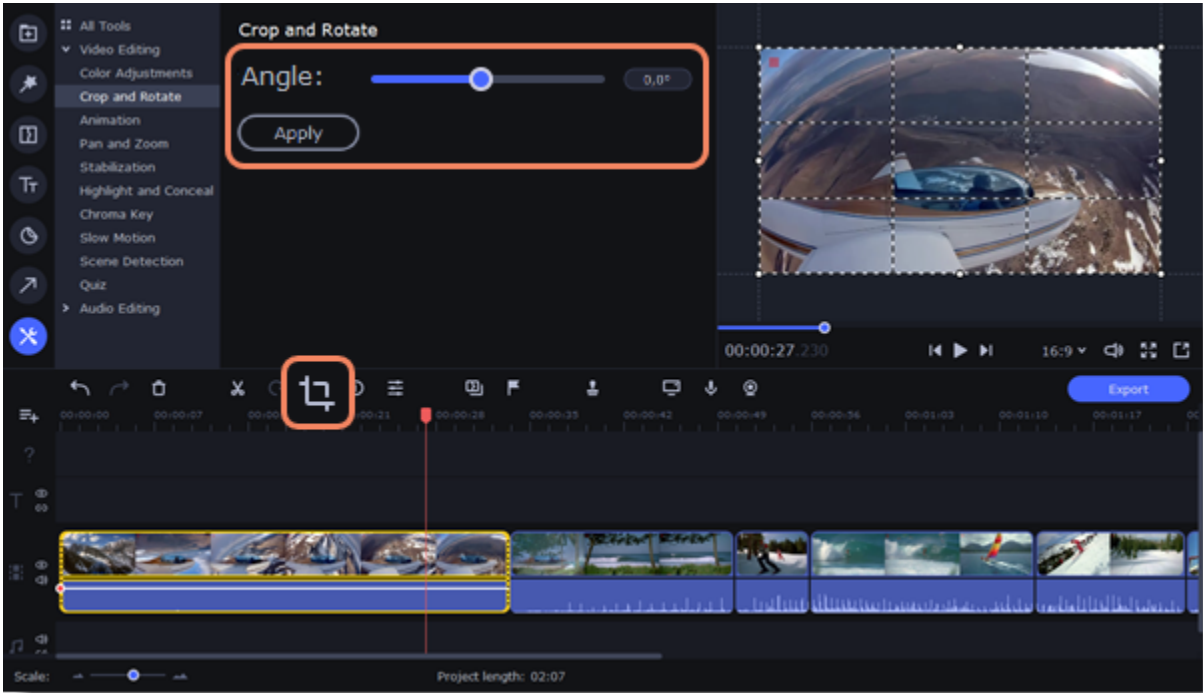 All Tools
Video Editing
Color Adjustments
Crop and Rotate
Animation
Pan and Zoom
Stabilization
Highlight and Conceal
Chroma Key
Slow Motion
Scene Detection
Quiz
Audio Editing
Crop and Rotate
Angle:
0,0°
Apply
00:00:27.230
16:9
Export
00:00:00 00:00:07 00:00:21 00:00:28 00:00:35 00:00:42 00:00:49 00:00:56 00:01:03 00:01:10 00:01:17
Scale:
Project length: 02:07